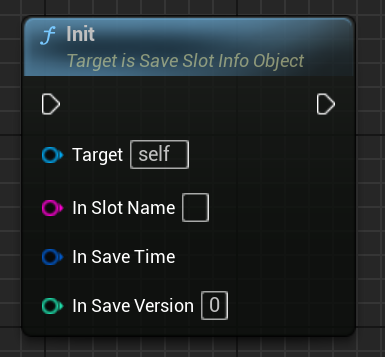 f Init
Target is Save Slot Info Object
Target self
In Slot Name
In Save Time
In Save Version 0